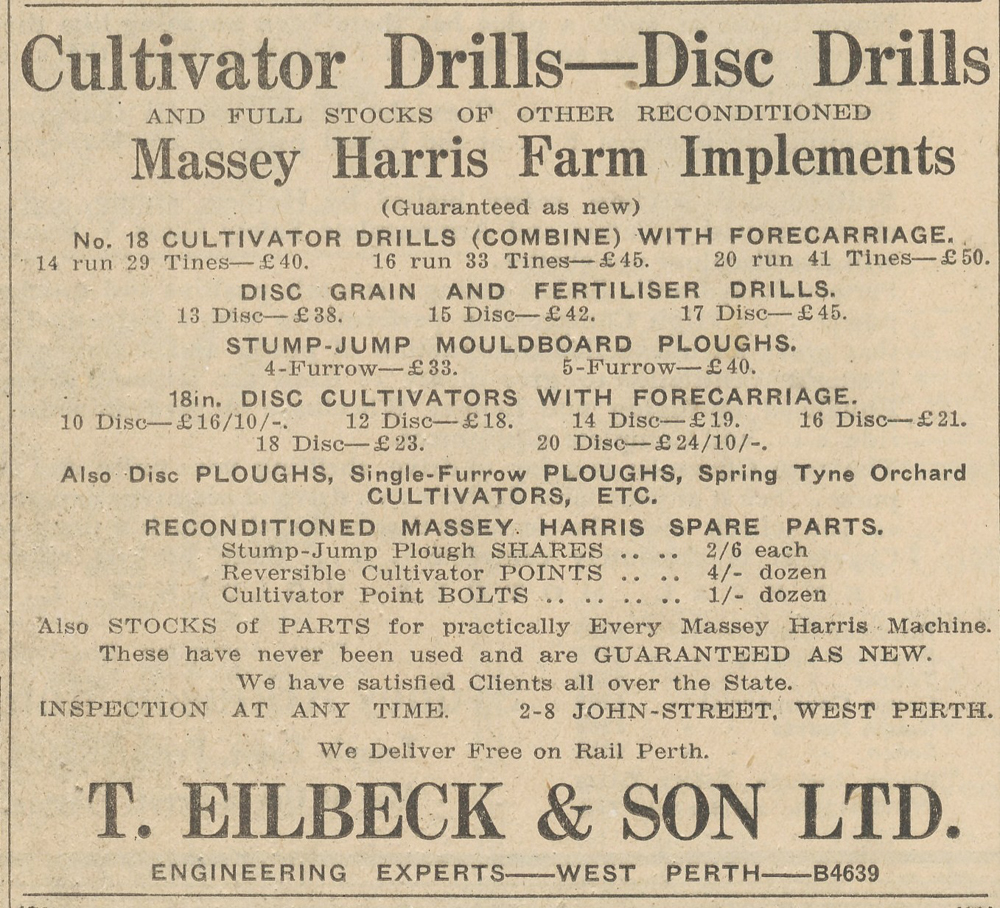 Cultivator Drills—Disc Drills
AND FULL STOCKS OF OTHER RECONDITIONED
Massey Harris Farm Implements
(Guaranteed as new)
No. 18 CULTIVATOR DRILLS (COMBINE) WITH FORECARRIAGE.
14 run 29 Tines—£40. 16 run 33 Tines—£45. 20 run 41 Tines—£50.
DISC GRAIN AND FERTILISER DRILLS.
13 Disc—£38. 15 Disc—£42. 17 Disc—£45.
STUMP-JUMP MOULDBOARD PLOUGHS.
4-Furrow—£33. 5-Furrow—£40.
18in. DISC CULTIVATORS WITH FORECARRIAGE.
10 Disc—£16/10/-. 12 Disc—£18. 14 Disc—£19. 16 Disc—£21.
18 Disc—£23. 20 Disc—£24/10/-.
Also Disc PLOUGHS, Single-Furrow PLOUGHS, Spring Tyne Orchard
CULTIVATORS, ETC.
RECONDITIONED MASSEY HARRIS SPARE PARTS.
Stump-Jump Plough SHARES .. .. 2/6 each
Reversible Cultivator POINTS .. .. 4/- dozen
Cultivator Point BOLTS .. .. .. .. 1/- dozen
Also STOCKS of PARTS for practically Every Massey Harris Machine.
These have never been used and are GUARANTEED AS NEW.
We have satisfied Clients all over the State.
INSPECTION AT ANY TIME. 2-8 JOHN-STREET, WEST PERTH.
We Deliver Free on Rail Perth.
T. EILBECK & SON LTD.
ENGINEERING EXPERTS—WEST PERTH—B4639